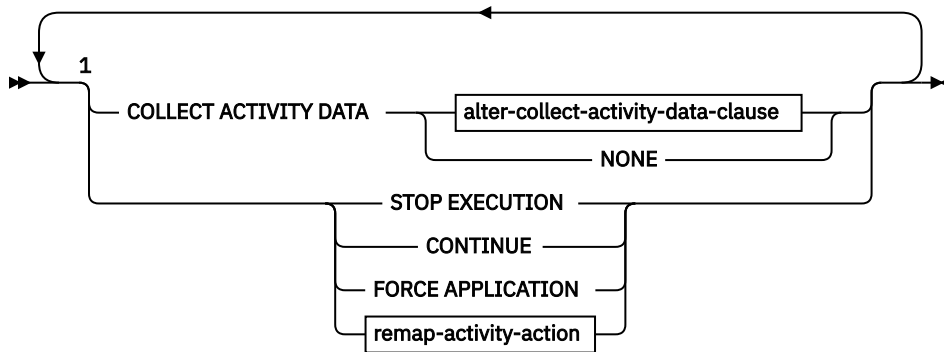 1
COLLECT ACTIVITY DATA alter-collect-activity-data-clause
NONE
STOP EXECUTION
CONTINUE
FORCE APPLICATION
remap-activity-action